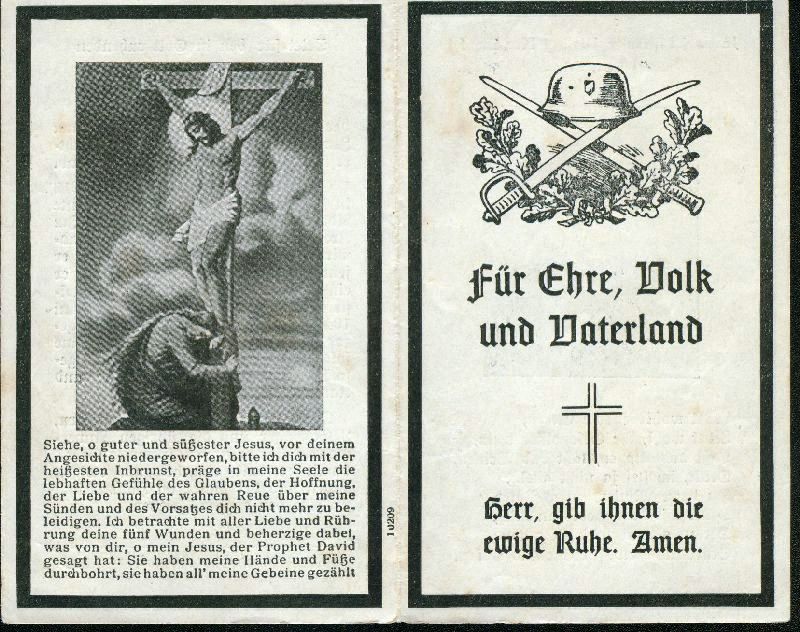 Siehe, o guter und süßester Jesus, vor deinem
Angesichte niedergeworfen, bitte ich dich mit der
heißesten Inbrunst, präge in meine Seele die
lebhaften Gefühle des Glaubens, der Hoffnung,
der Liebe und der wahren Reue über meine
Sünden und des Vorsatzes dich nicht mehr zu be-
leidigen. Ich betrachte mit aller Liebe und Rüh-
rung deine fünf Wunden und beherzige dabei,
was von dir, o mein Jesus, der Prophet David
gesagt hat: Sie haben meine Hände und Füße
durchbohrt, sie haben all' meine Gebeine gezählt
10209
Für Ehre, Volk
und Vaterland
Herr, gib ihnen die
ewige Ruhe. Amen.